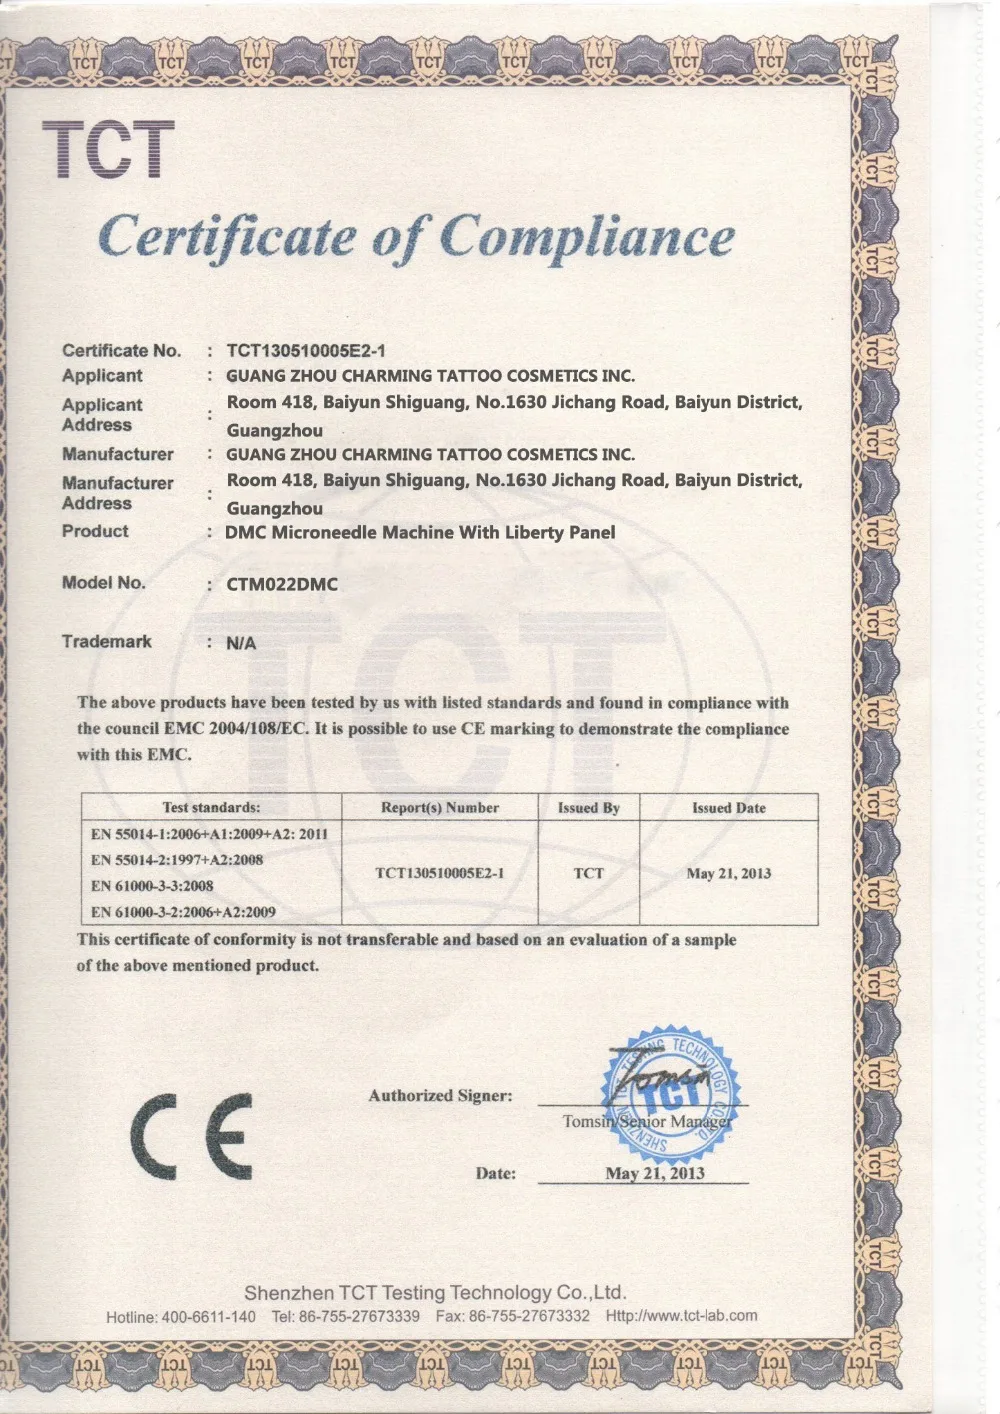 TCT
Certificate of Compliance
Certificate No. : TCT130510005E2-1
Applicant : GUANG ZHOU CHARMING TATTOO COSMETICS INC.
Applicant Address : Room 418, Baiyun Shiguang, No.1630 Jichang Road, Baiyun District,
Guangzhou
Manufacturer : GUANG ZHOU CHARMING TATTOO COSMETICS INC.
Manufacturer Address : Room 418, Baiyun Shiguang, No.1630 Jichang Road, Baiyun District,
Guangzhou
Product : DMC Microneedle Machine With Liberty Panel
Model No. : CTM022DMC
Trademark : N/A
The above products have been tested by us with listed standards and found in compliance with
the council EMC 2004/108/EC. It is possible to use CE marking to demonstrate the compliance
with this EMC.
Test standards: Report(s) Number Issued By Issued Date
EN 55014-1:2006+A1:2009+A2: 2011
EN 55014-2:1997+A2:2008
EN 61000-3-3:2008
EN 61000-3-2:2006+A2:2009
TCT130510005E2-1 TCT May 21, 2013
This certificate of conformity is not transferable and based on an evaluation of a sample
of the above mentioned product.
CE
Authorized Signer: Tomsin
Tomsin/Senior Manager
SHENZHEN TCT TESTING TECHNOLOGY CO.,LTD.
TCT
Date: May 21, 2013
Shenzhen TCT Testing Technology Co.,Ltd.
Hotline: 400-6611-140 Tel: 86-755-27673339 Fax: 86-755-27673332 Http://www.tct-lab.com